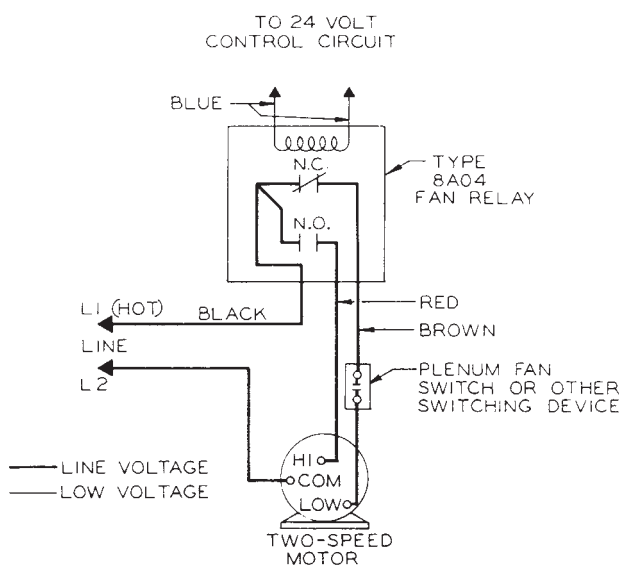 TO 24 VOLT
CONTROL CIRCUIT
BLUE
N.C.
TYPE
8A04
FAN RELAY
N.O.
L1 (HOT)
BLACK
RED
BROWN
LINE
L2
PLENUM FAN
SWITCH OR OTHER
SWITCHING DEVICE
HI
COM
LOW
LINE VOLTAGE
LOW VOLTAGE
TWO-SPEED
MOTOR